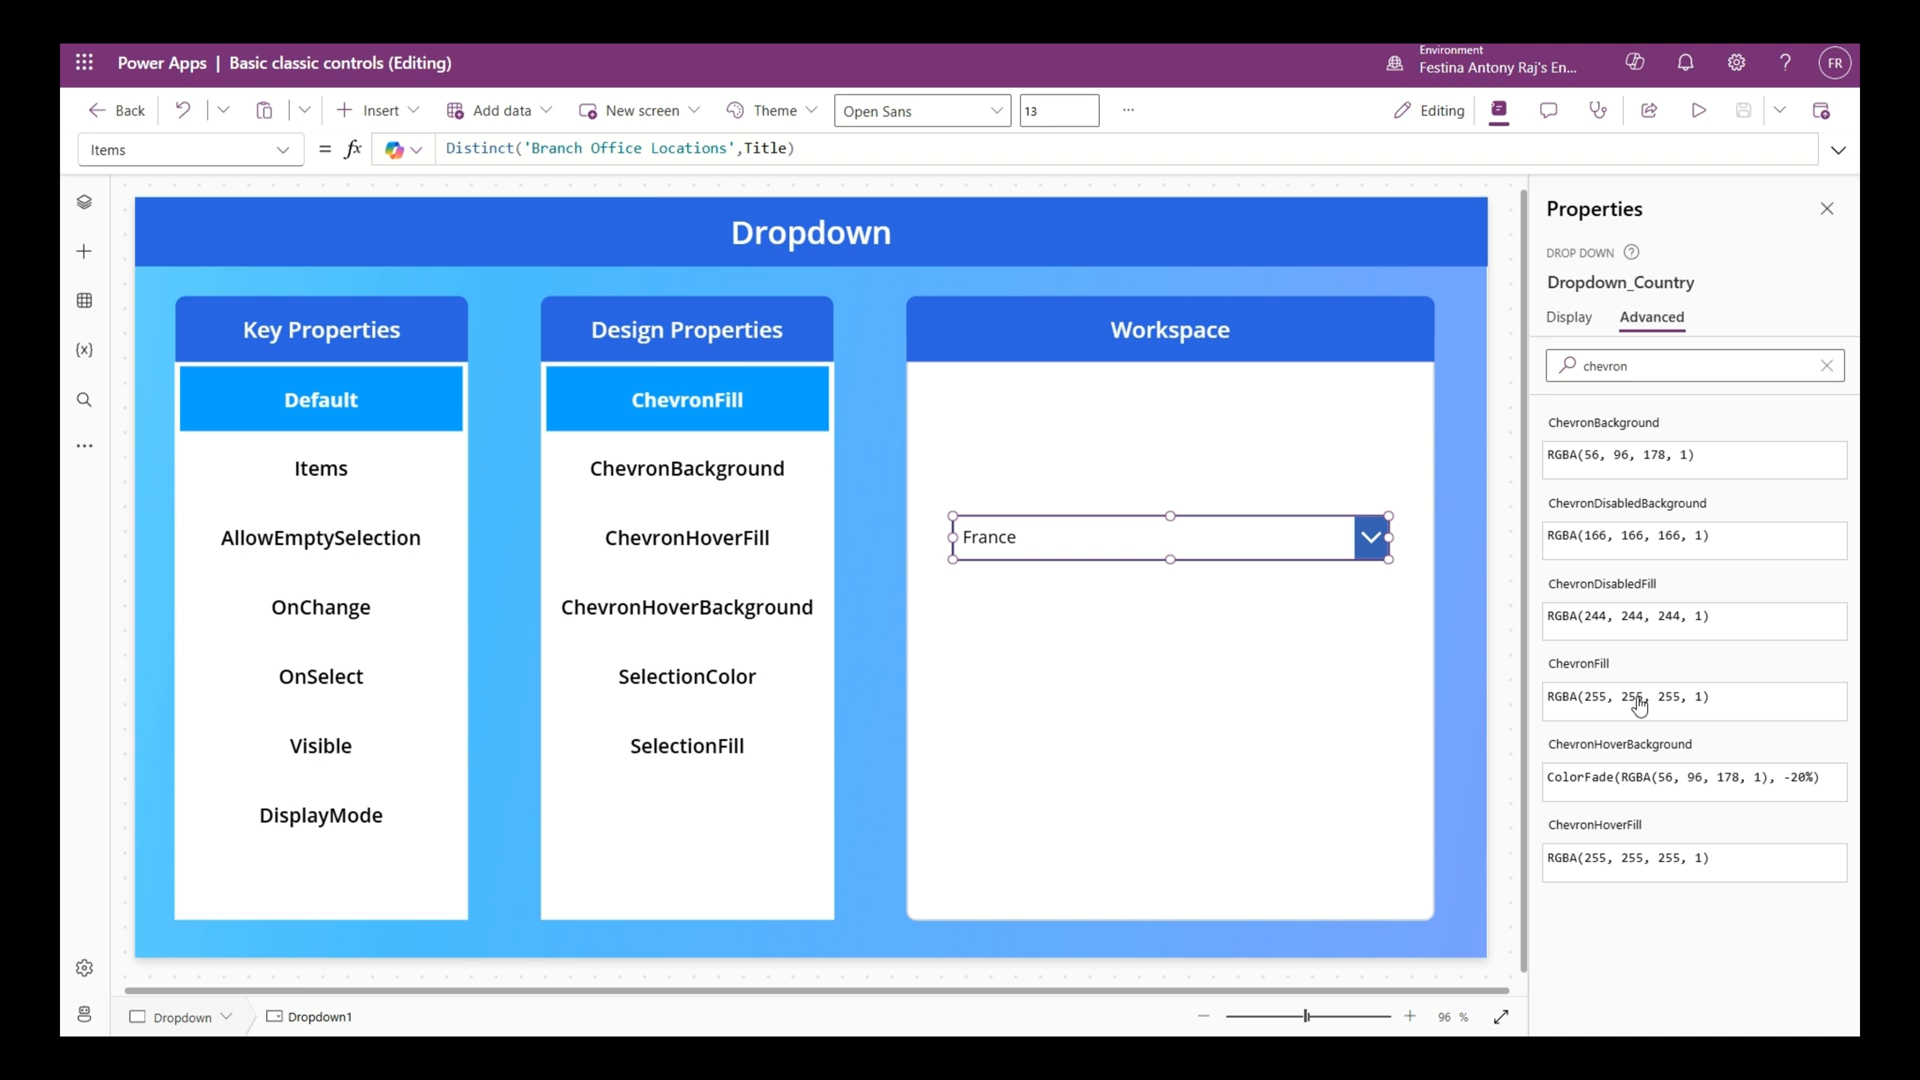 Power Apps | Basic classic controls (Editing)
Environment
Festina Antony Raj's En...
FR
Back
Insert
Add data
New screen
Theme
Open Sans
13
Editing
Items
= fx
Distinct('Branch Office Locations',Title)
Dropdown
Key Properties
Default
Items
AllowEmptySelection
OnChange
OnSelect
Visible
DisplayMode
Design Properties
ChevronFill
ChevronBackground
ChevronHoverFill
ChevronHoverBackground
SelectionColor
SelectionFill
Workspace
France
Properties
DROP DOWN
Dropdown_Country
Display
Advanced
chevron
ChevronBackground
RGBA(56, 96, 178, 1)
ChevronDisabledBackground
RGBA(166, 166, 166, 1)
ChevronDisabledFill
RGBA(244, 244, 244, 1)
ChevronFill
RGBA(255, 255, 255, 1)
ChevronHoverBackground
ColorFade(RGBA(56, 96, 178, 1), -20%)
ChevronHoverFill
RGBA(255, 255, 255, 1)
Dropdown
Dropdown1
96 %